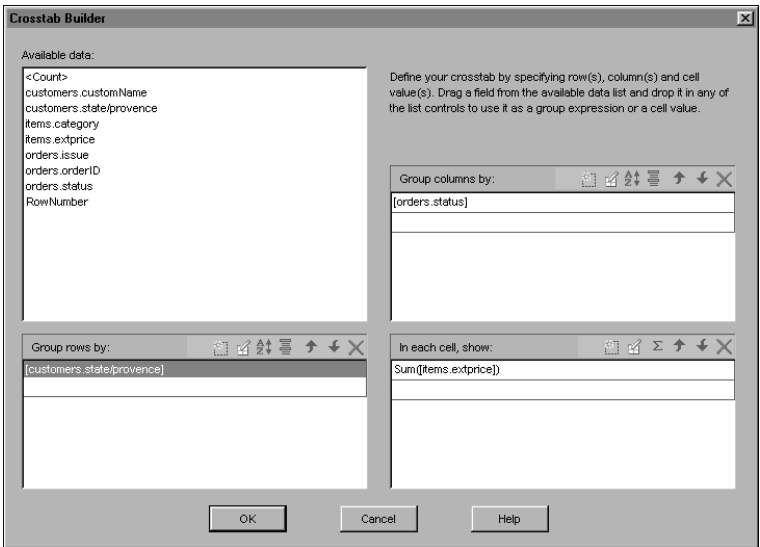 Crosstab Builder
Available data:
<Count>
customers.customName
customers.state/provence
items.category
items.extprice
orders.issue
orders.orderID
orders.status
RowNumber
Define your crosstab by specifying row(s), column(s) and cell
value(s). Drag a field from the available data list and drop it in any of
the list controls to use it as a group expression or a cell value.
Group columns by:
[orders.status]
Group rows by:
[customers.state/provence]
In each cell, show:
Sum([items.extprice])
OK
Cancel
Help